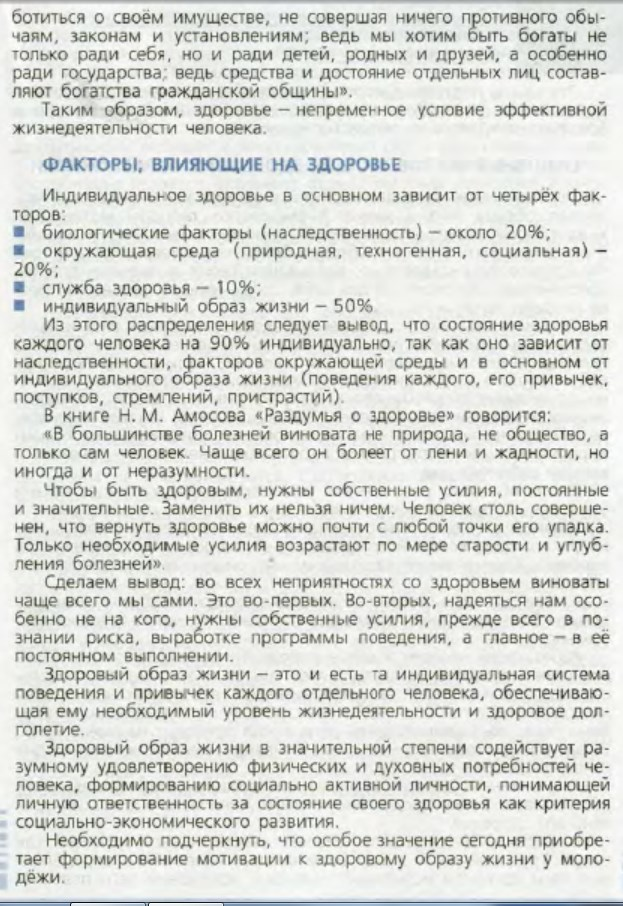 ботиться о своём имуществе, не совершая ничего противного обы-
чаям, законам и установлениям; ведь мы хотим быть богаты не
только ради себя, но и ради детей, родных и друзей, а особенно
ради государства; ведь средства и достояние отдельных лиц состав-
ляют богатства гражданской общины».
Таким образом, здоровье – непременное условие эффективной
жизнедеятельности человека.
ФАКТОРЫ, ВЛИЯЮЩИЕ НА ЗДОРОВЬЕ
Индивидуальное здоровье в основном зависит от четырёх фак-
торов:
■ биологические факторы (наследственность) – около 20%;
■ окружающая среда (природная, техногенная, социальная) –
20%;
■ служба здоровья – 10%;
■ индивидуальный образ жизни – 50%
Из этого распределения следует вывод, что состояние здоровья
каждого человека на 90% индивидуально, так как оно зависит от
наследственности, факторов окружающей среды и в основном от
индивидуального образа жизни (поведения каждого, его привычек,
поступков, стремлений, пристрастий).
В книге Н. М. Амосова «Раздумья о здоровье» говорится:
«В большинстве болезней виновата не природа, не общество, а
только сам человек. Чаще всего он болеет от лени и жадности, но
иногда и от неразумности.
Чтобы быть здоровым, нужны собственные усилия, постоянные
и значительные. Заменить их нельзя ничем. Человек столь соверше-
нен, что вернуть здоровье можно почти с любой точки его упадка.
Только необходимые усилия возрастают по мере старости и углуб-
ления болезней».
Сделаем вывод: во всех неприятностях со здоровьем виноваты
чаще всего мы сами. Это во-первых. Во-вторых, надеяться нам осо-
бенно не на кого, нужны собственные усилия, прежде всего в по-
знании риска, выработке программы поведения, а главное – в её
постоянном выполнении.
Здоровый образ жизни – это и есть та индивидуальная система
поведения и привычек каждого отдельного человека, обеспечиваю-
щая ему необходимый уровень жизнедеятельности и здоровое дол-
голетие.
Здоровый образ жизни в значительной степени содействует ра-
зумному удовлетворению физических и духовных потребностей че-
ловека, формированию социально активной личности, понимающей
личную ответственность за состояние своего здоровья как критерия
социально-экономического развития.
Необходимо подчеркнуть, что особое значение сегодня приобре-
тает формирование мотивации к здоровому образу жизни у моло-
дёжи.